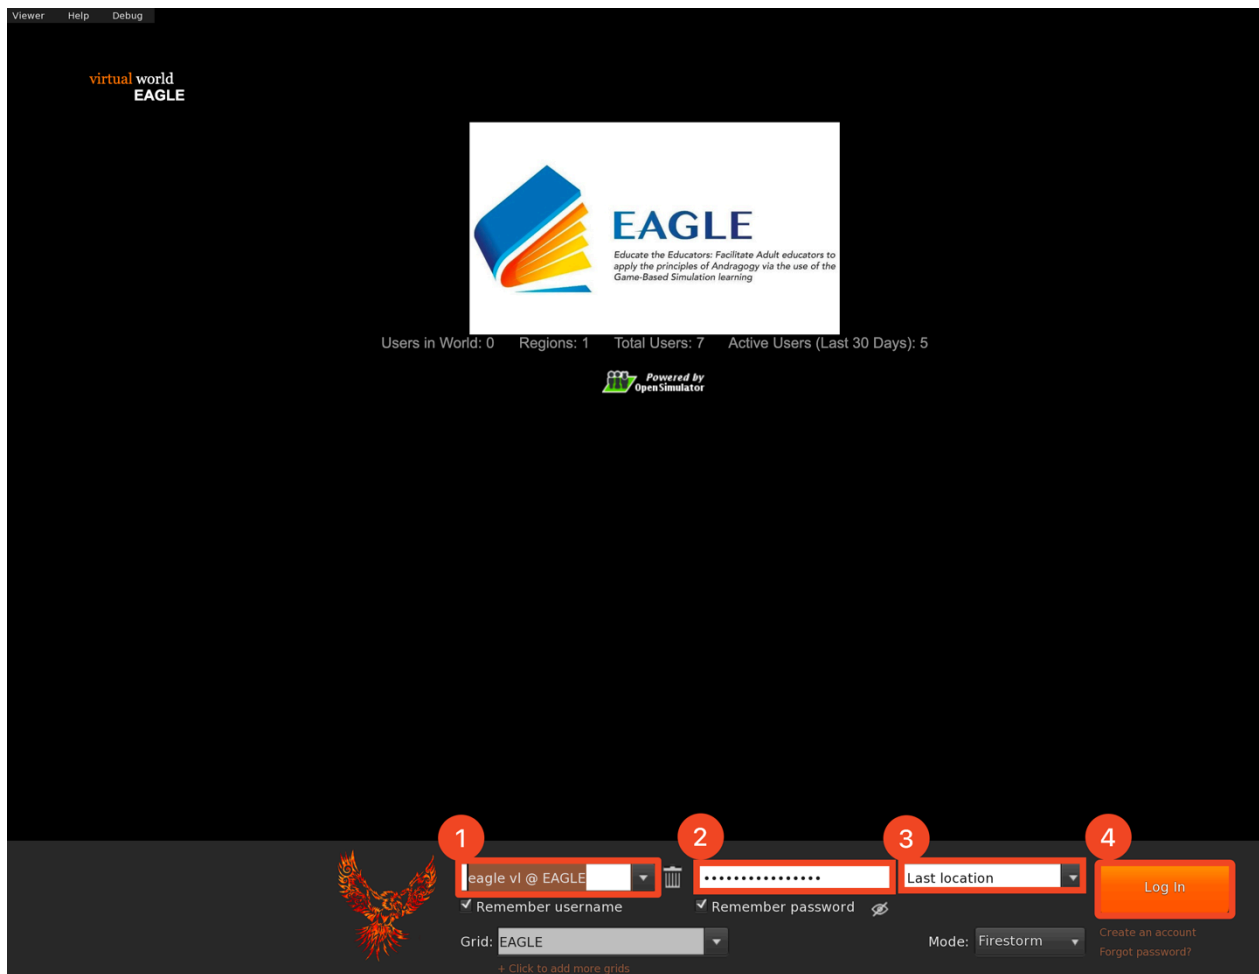 Viewer Help Debug
virtual world
EAGLE
EAGLE
Educate the Educators: Facilitate Adult educators to
apply the principles of Andragogy via the use of the
Game-Based Simulation learning
Users in World: 0 Regions: 1 Total Users: 7 Active Users (Last 30 Days): 5
Powered by
OpenSimulator
1 2 3 4
eagle vl @ EAGLE •••••••••••••••• Last location Log In
Remember username Remember password
Create an account
Grid: EAGLE Mode: Firestorm
Forgot password?
+ Click to add more grids